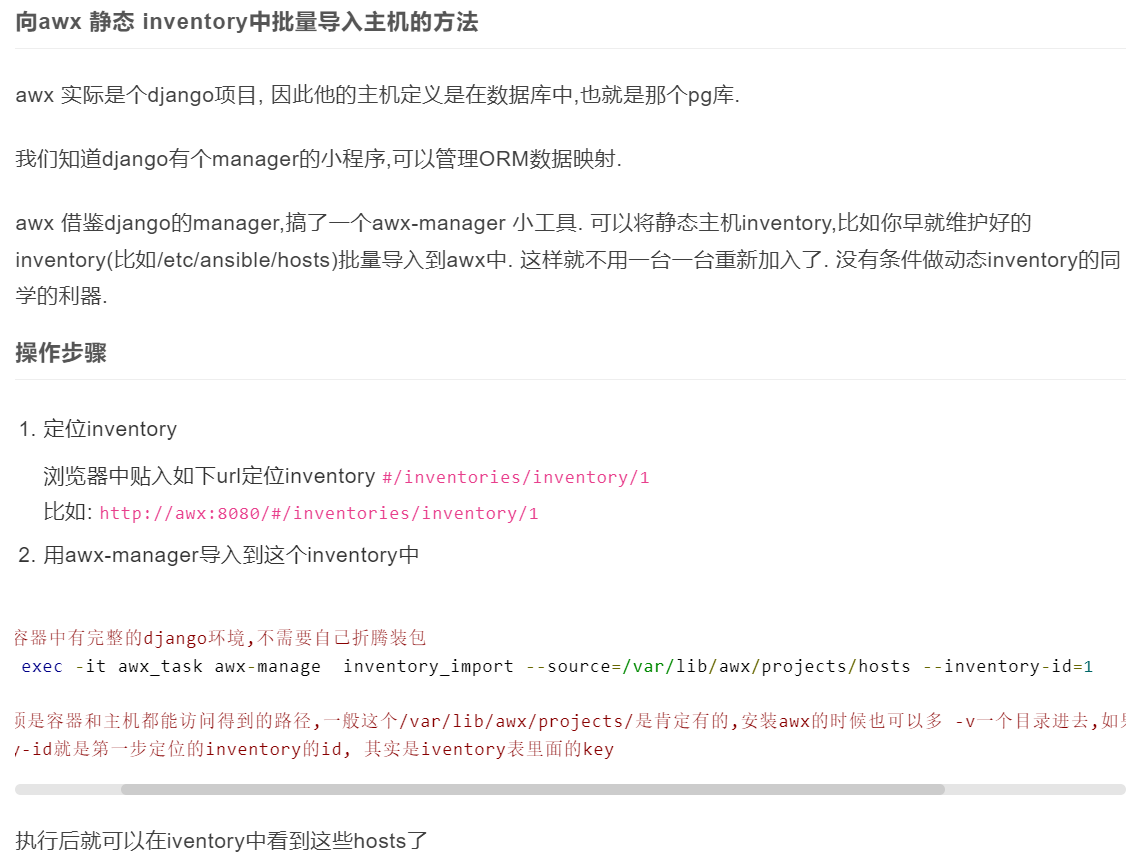 向awx 静态 inventory中批量导入主机的方法
awx 实际是个django项目, 因此他的主机定义是在数据库中,也就是那个pg库.
我们知道django有个manager的小程序,可以管理ORM数据映射.
awx 借鉴django的manager,搞了一个awx-manager 小工具. 可以将静态主机inventory,比如你早就维护好的
inventory(比如/etc/ansible/hosts)批量导入到awx中. 这样就不用一台一台重新加入了. 没有条件做动态inventory的同
学的利器.
操作步骤
1. 定位inventory
浏览器中贴入如下url定位inventory #/inventories/inventory/1
比如: http://awx:8080/#/inventories/inventory/1
2. 用awx-manager导入到这个inventory中
容器中有完整的django环境,不需要自己折腾装包
exec -it awx_task awx-manage  inventory_import --source=/var/lib/awx/projects/hosts --inventory-id=1
是容器和主机都能访问得到的路径,一般这个/var/lib/awx/projects/是肯定有的,安装awx的时候也可以多 -v一个目录进去,如
-id就是第一步定位的inventory的id, 其实是iventory表里面的key
执行后就可以在iventory中看到这些hosts了